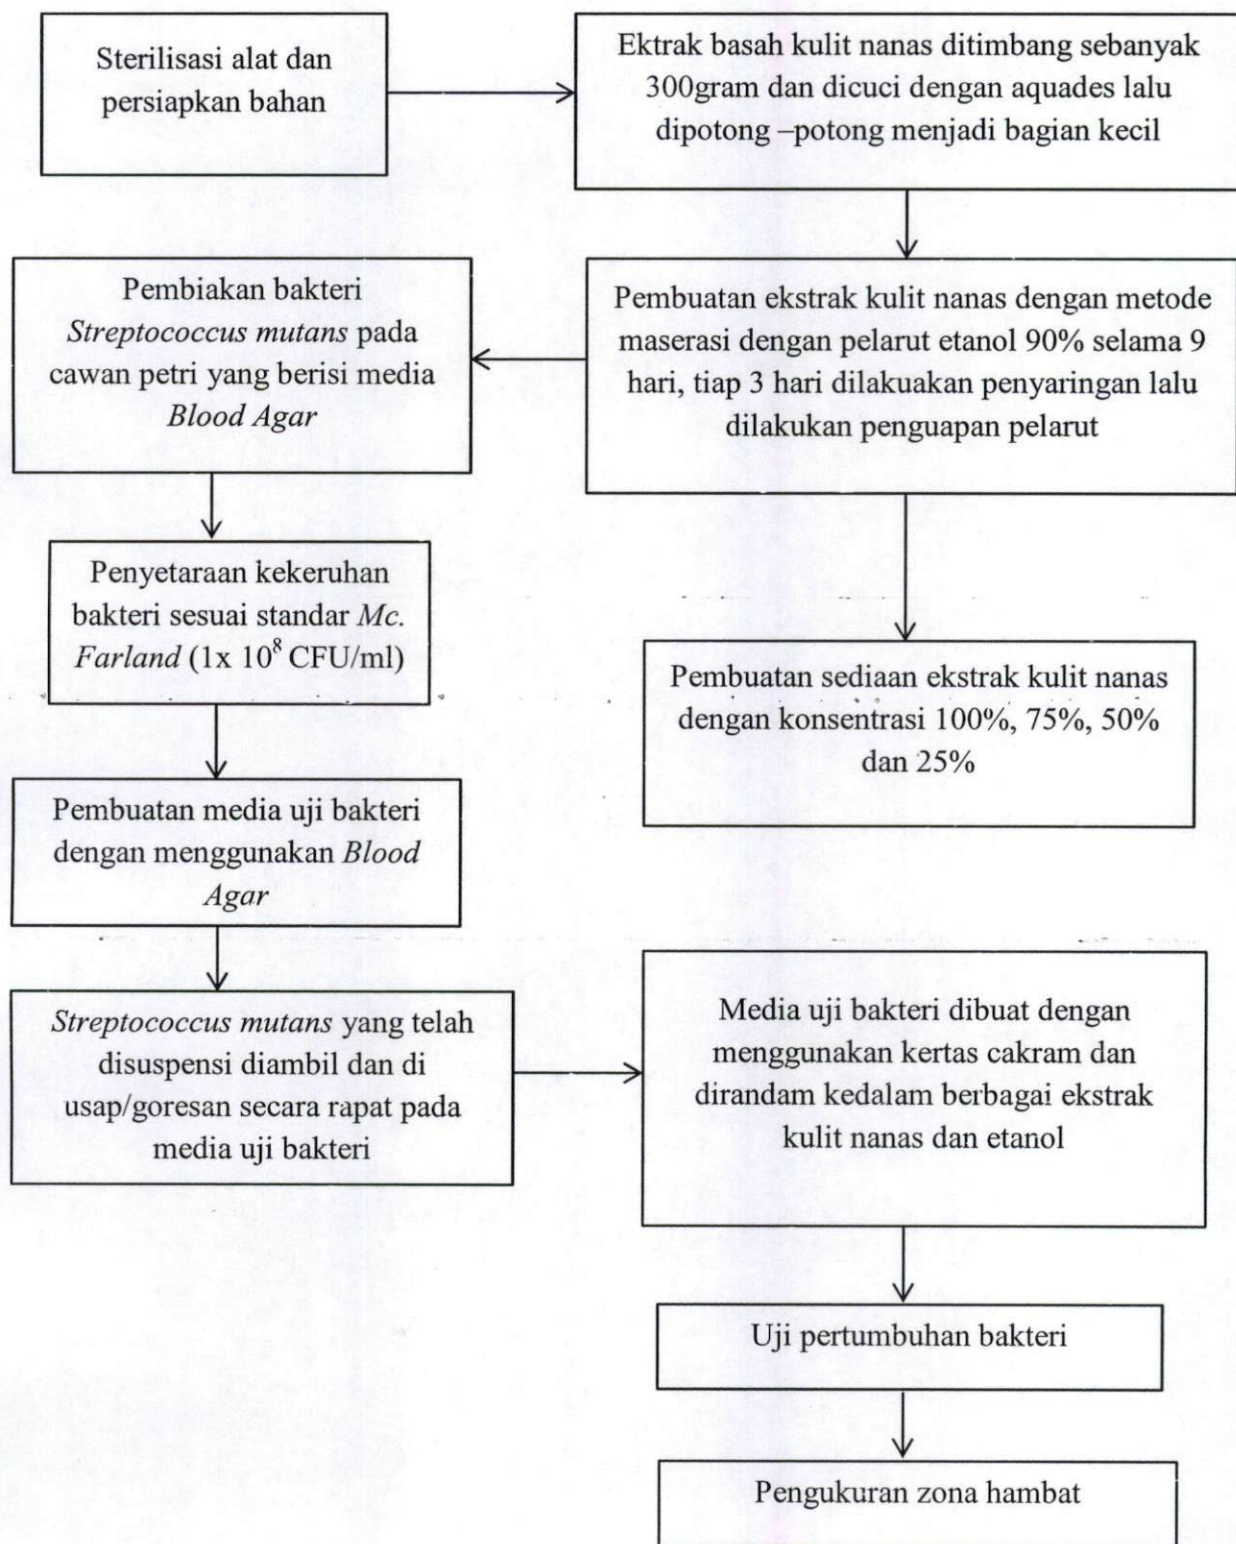 Sterilisasi alat dan
persiapkan bahan
Ektrak basah kulit nanas ditimbang sebanyak
300gram dan dicuci dengan aquades lalu
dipotong –potong menjadi bagian kecil
Pembuatan ekstrak kulit nanas dengan metode
maserasi dengan pelarut etanol 90% selama 9
hari, tiap 3 hari dilakuakan penyaringan lalu
dilakukan penguapan pelarut
Pembiakan bakteri
Streptococcus mutans pada
cawan petri yang berisi media
Blood Agar
Penyetaraan kekeruhan
bakteri sesuai standar Mc.
Farland (1x 10⁸ CFU/ml)
Pembuatan sediaan ekstrak kulit nanas
dengan konsentrasi 100%, 75%, 50%
dan 25%
Pembuatan media uji bakteri
dengan menggunakan Blood
Agar
Streptococcus mutans yang telah
disuspensi diambil dan di
usap/goresan secara rapat pada
media uji bakteri
Media uji bakteri dibuat dengan
menggunakan kertas cakram dan
dirandam kedalam berbagai ekstrak
kulit nanas dan etanol
Uji pertumbuhan bakteri
Pengukuran zona hambat